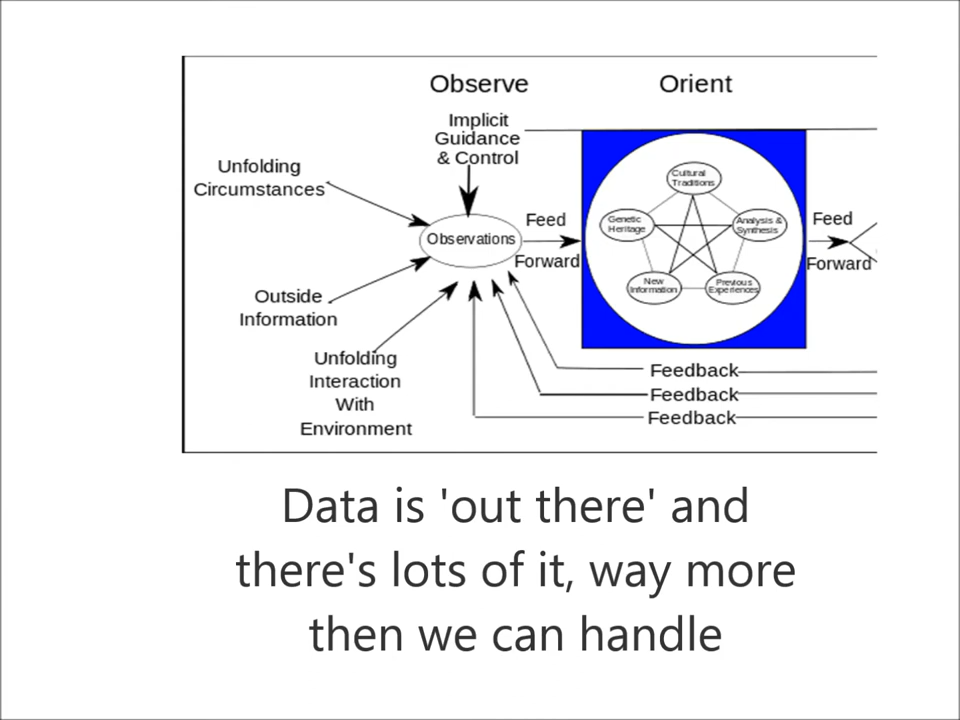 Observe
Orient
Implicit
Guidance
& Control
Unfolding
Circumstances
Observations
Feed
Forward
Cultural
Traditions
Genetic
Heritage
Analysis &
Synthesis
New
Information
Previous
Experiences
Feed
Forward
Outside
Information
Unfolding
Interaction
With
Environment
Feedback
Feedback
Feedback
Data is 'out there' and
there's lots of it, way more
then we can handle